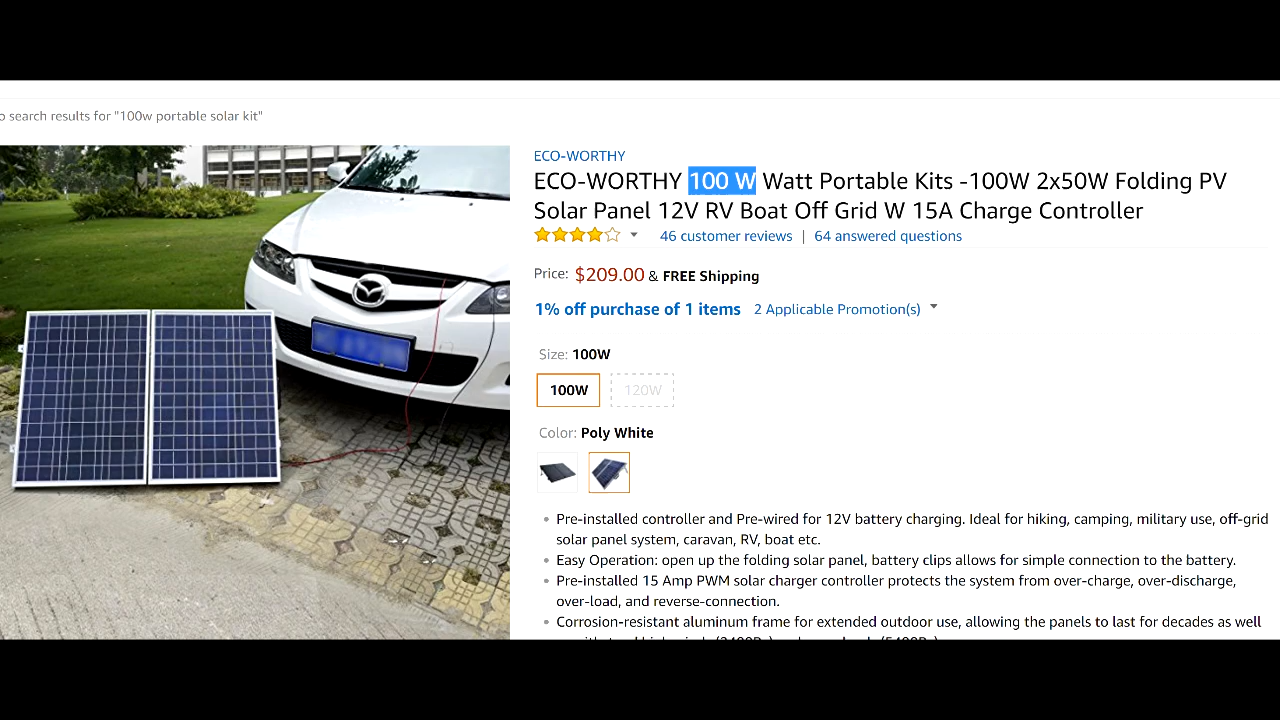 o search results for "100w portable solar kit"
ECO-WORTHY
ECO-WORTHY 100 W Watt Portable Kits -100W 2x50W Folding PV
Solar Panel 12V RV Boat Off Grid W 15A Charge Controller
46 customer reviews | 64 answered questions
Price: $209.00 & FREE Shipping
1% off purchase of 1 items 2 Applicable Promotion(s)
Size: 100W
100W 120W
Color: Poly White
Pre-installed controller and Pre-wired for 12V battery charging. Ideal for hiking, camping, military use, off-grid
solar panel system, caravan, RV, boat etc.
Easy Operation: open up the folding solar panel, battery clips allows for simple connection to the battery.
Pre-installed 15 Amp PWM solar charger controller protects the system from over-charge, over-discharge,
over-load, and reverse-connection.
Corrosion-resistant aluminum frame for extended outdoor use, allowing the panels to last for decades as well